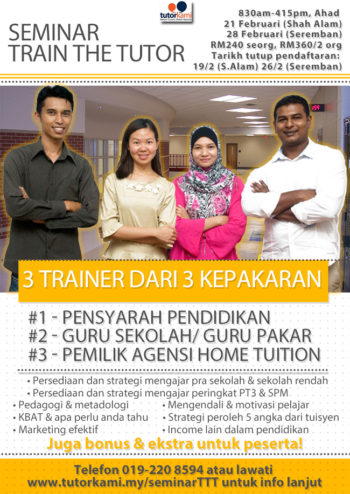 tutorkami
SEMINAR
TRAIN THE TUTOR
830am-415pm, Ahad
21 Februari (Shah Alam)
28 Februari (Seremban)
RM240 seorg, RM360/2 org
Tarikh tutup pendaftaran:
19/2 (S.Alam) 26/2 (Seremban)
3 TRAINER DARI 3 KEPAKARAN
#1 - PENSYARAH PENDIDIKAN
#2 - GURU SEKOLAH/ GURU PAKAR
#3 - PEMILIK AGENSI HOME TUITION
• Persediaan dan strategi mengajar pra sekolah & sekolah rendah
• Persediaan dan strategi mengajar peringkat PT3 & SPM
• Pedagogi & metadologi
• Mengendali & motivasi pelajar
• KBAT & apa perlu anda tahu
• Strategi peroleh 5 angka dari tuisyen
• Marketing efektif
• Income lain dalam pendidikan
Juga bonus & ekstra untuk peserta!
Telefon 019-220 8594 atau lawati
www.tutorkami.my/seminarTTT untuk info lanjut